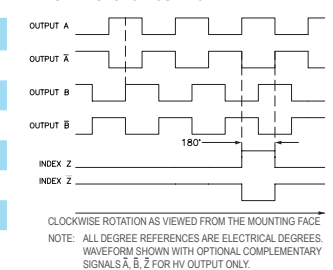 OUTPUT A
OUTPUT A̅
OUTPUT B
OUTPUT B̅
180°
INDEX Z
INDEX Z̅
CLOCKWISE ROTATION AS VIEWED FROM THE MOUNTING FACE
NOTE: ALL DEGREE REFERENCES ARE ELECTRICAL DEGREES.
WAVEFORM SHOWN WITH OPTIONAL COMPLEMENTARY
SIGNALS A̅, B̅, Z̅ FOR HV OUTPUT ONLY.